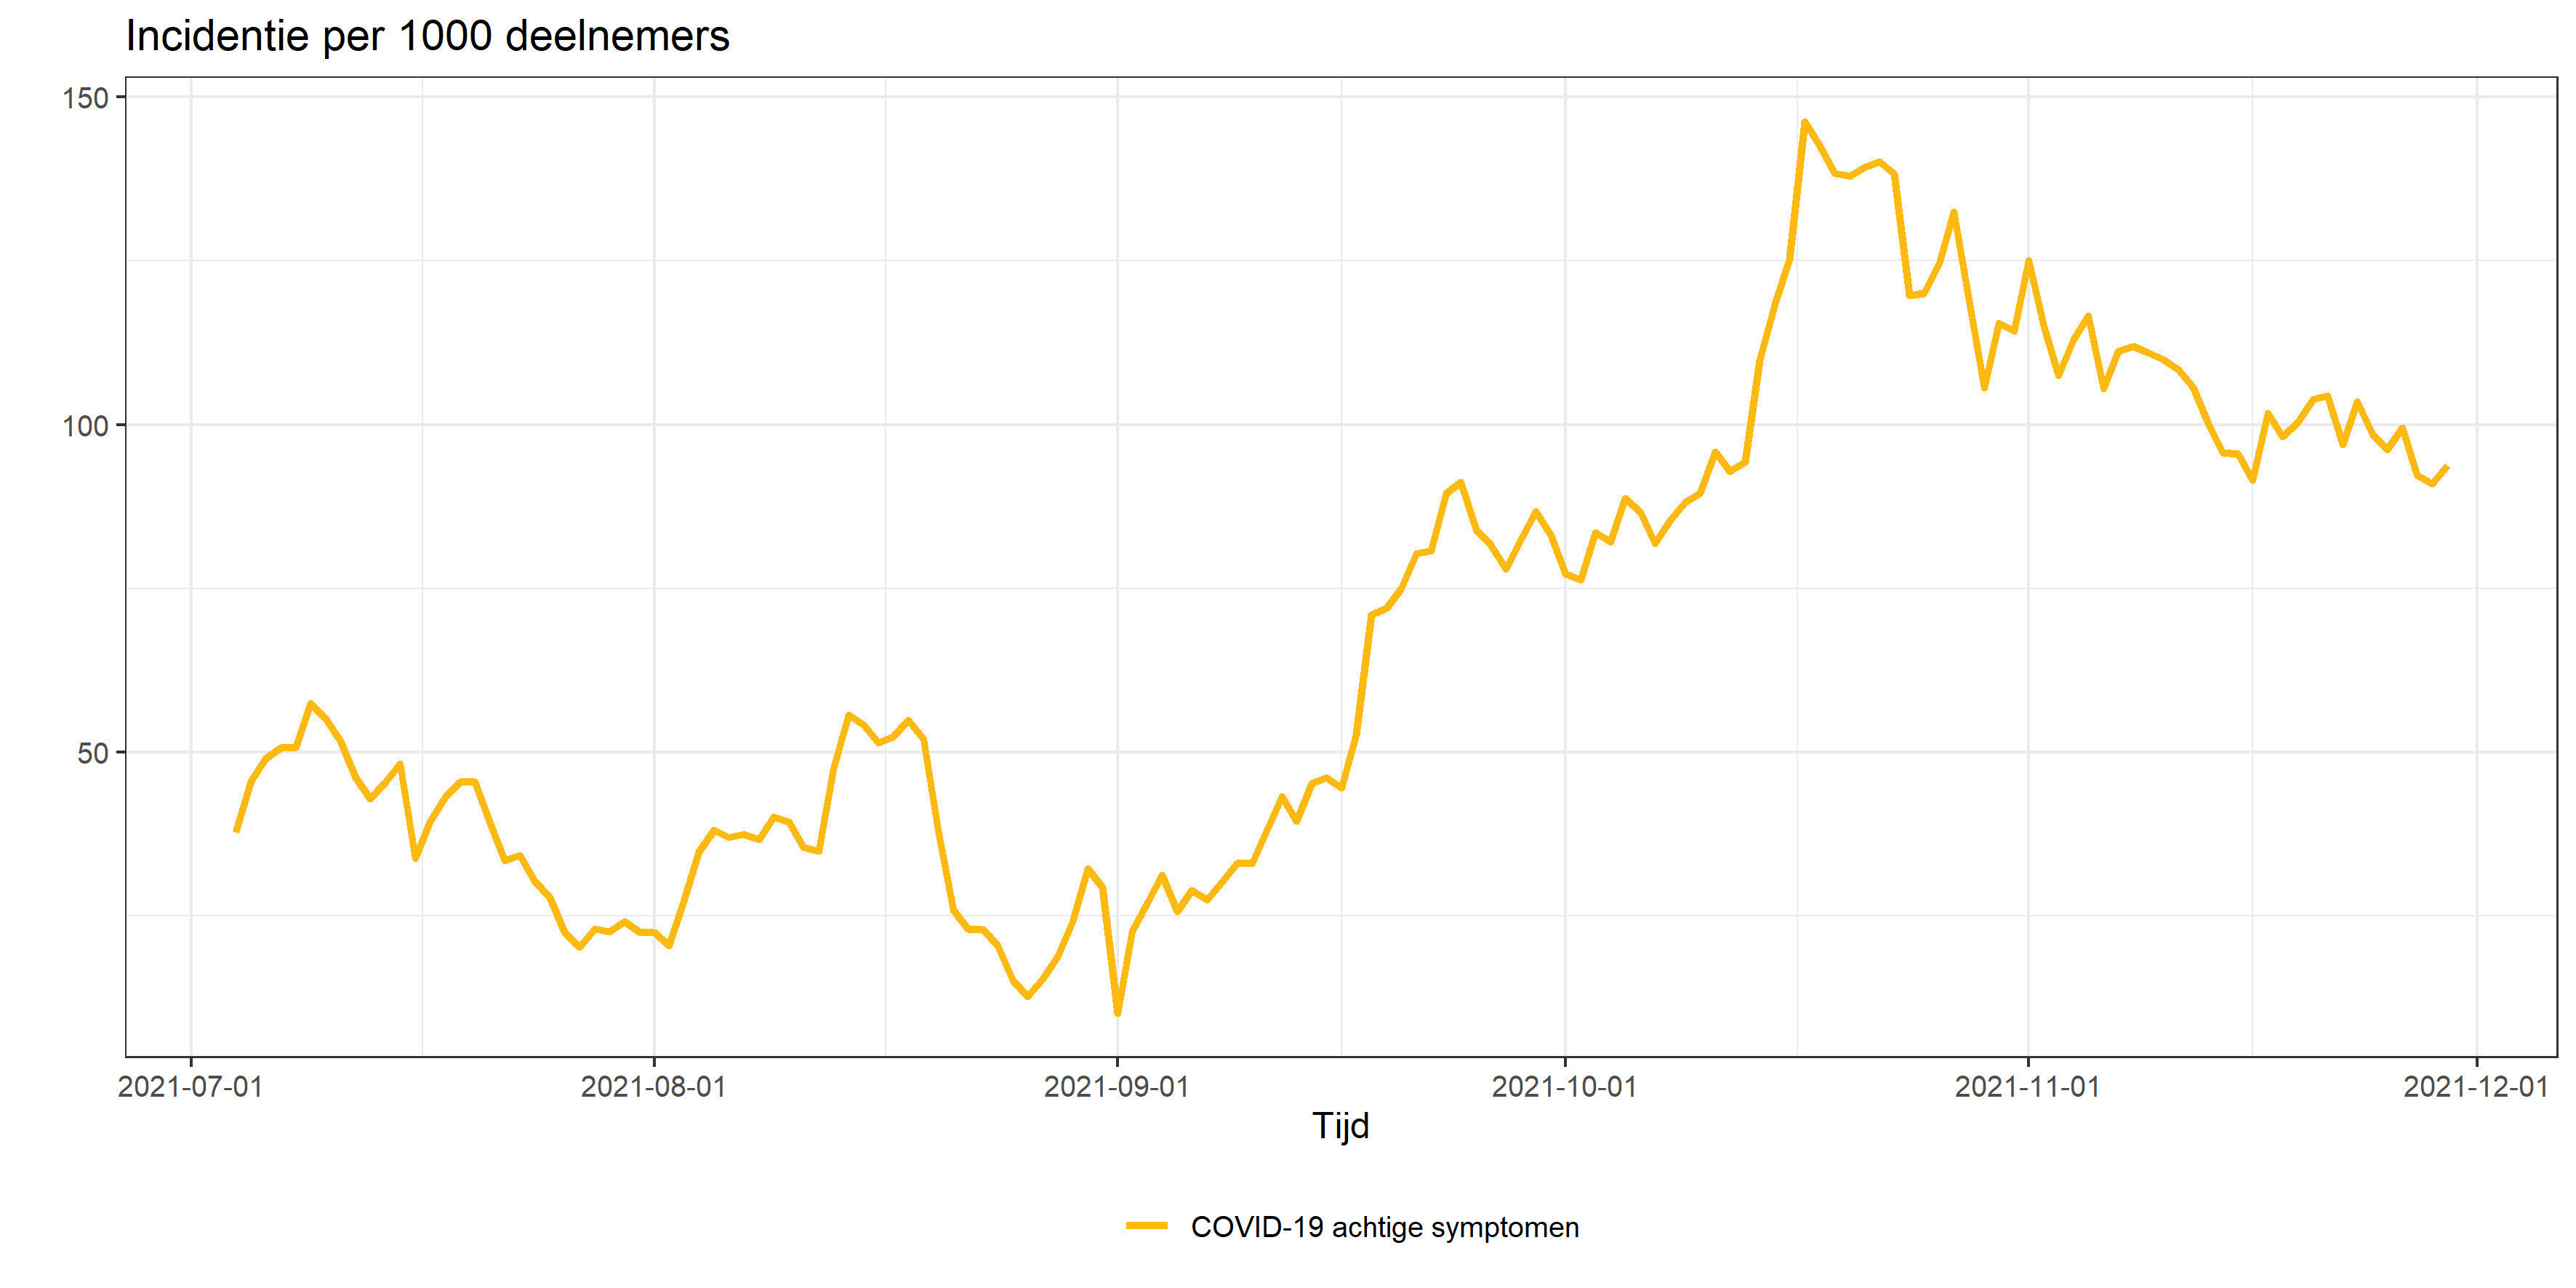 Incidentie per 1000 deelnemers
150
100
50
2021-07-01 2021-08-01 2021-09-01 2021-10-01 2021-11-01 2021-12-01
Tijd
COVID-19 achtige symptomen